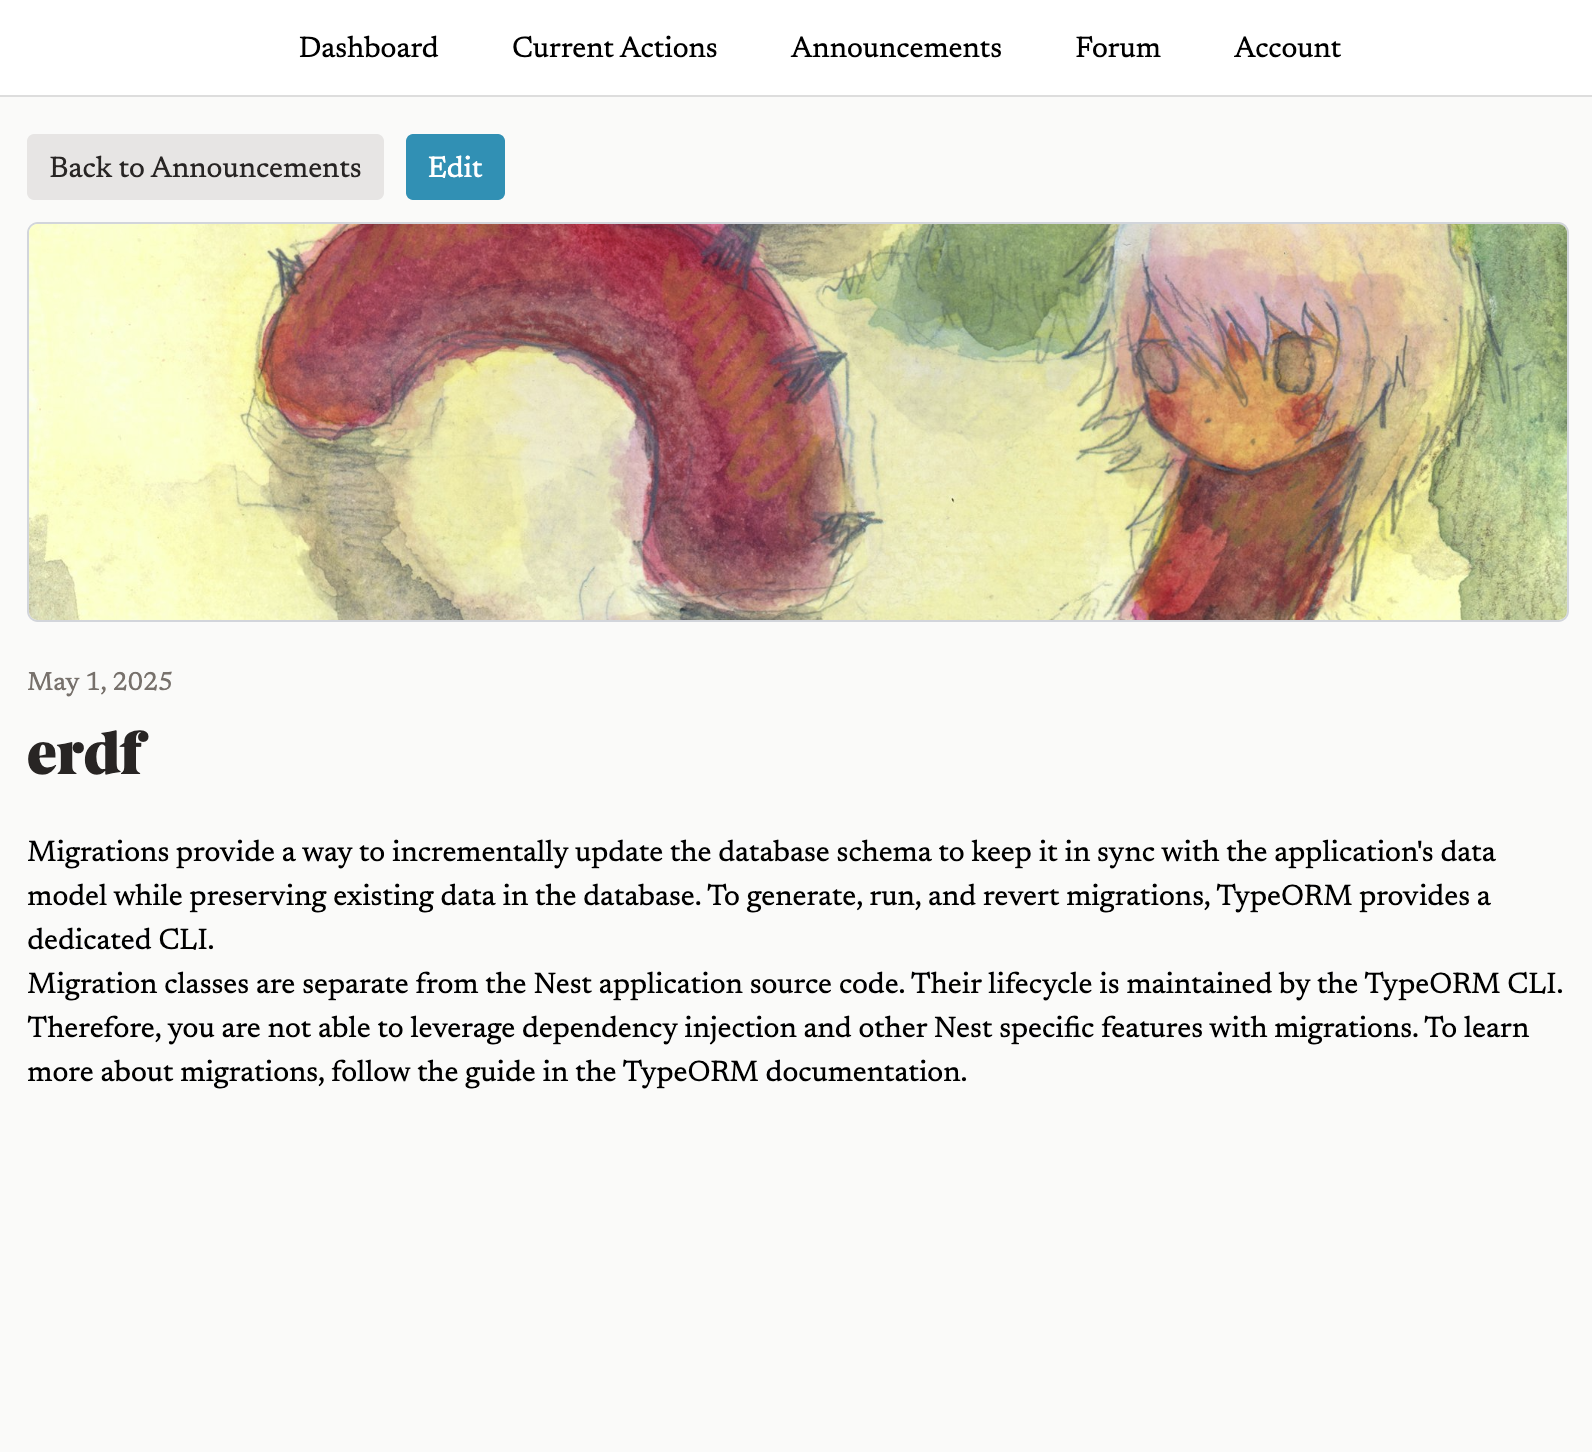 Dashboard Current Actions Announcements Forum Account
Back to Announcements Edit
May 1, 2025
erdf
Migrations provide a way to incrementally update the database schema to keep it in sync with the application's data
model while preserving existing data in the database. To generate, run, and revert migrations, TypeORM provides a
dedicated CLI.
Migration classes are separate from the Nest application source code. Their lifecycle is maintained by the TypeORM CLI.
Therefore, you are not able to leverage dependency injection and other Nest specific features with migrations. To learn
more about migrations, follow the guide in the TypeORM documentation.